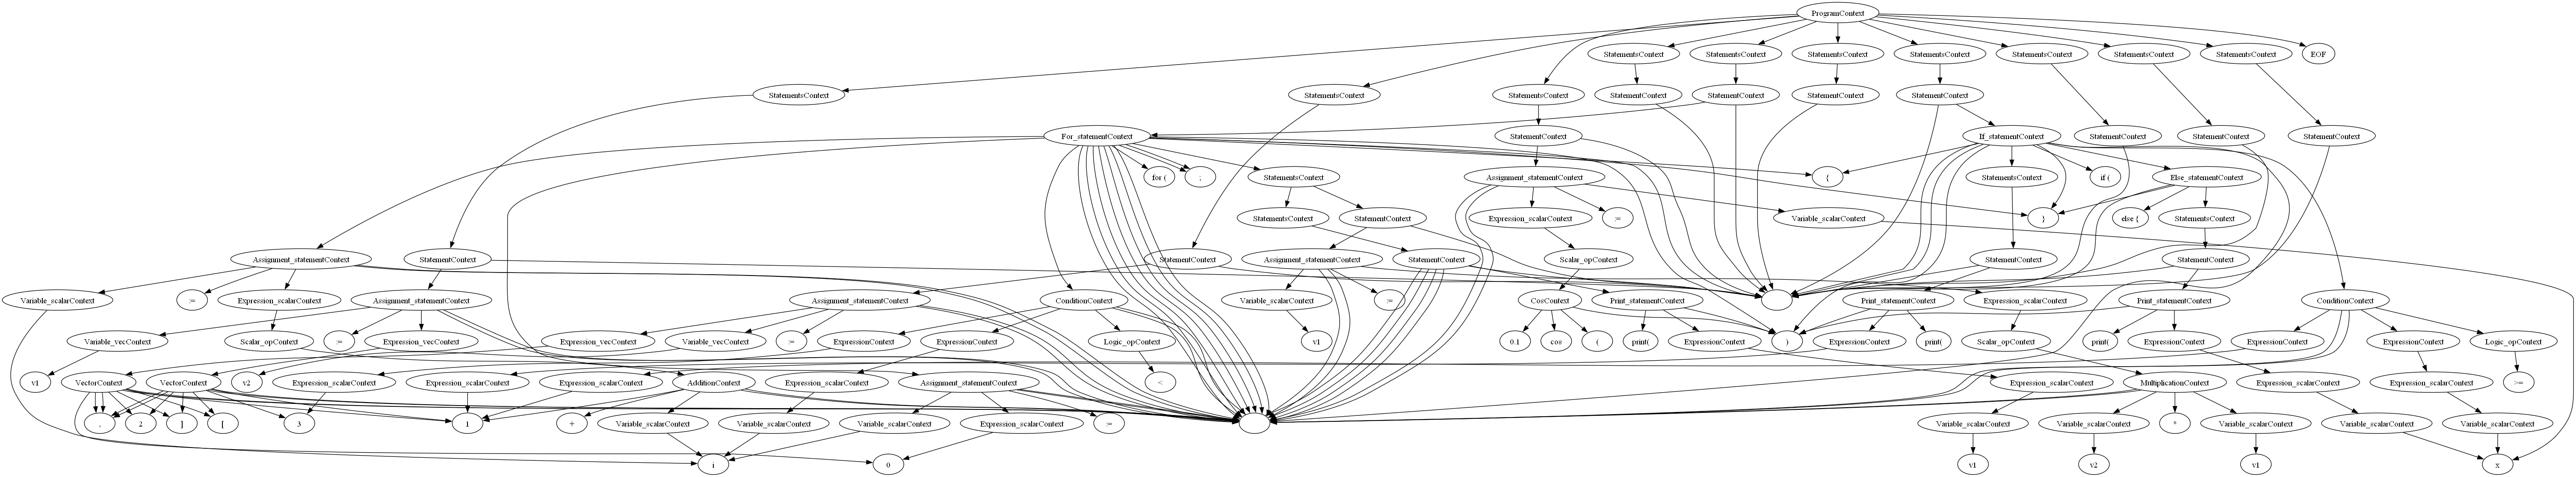 ProgramContext
StatementsContext
StatementsContext
StatementsContext
StatementsContext
StatementsContext
StatementsContext
StatementsContext
EOF
StatementsContext
StatementsContext
StatementsContext
StatementContext
StatementContext
StatementContext
StatementContext
For_statementContext
StatementContext
If_statementContext
StatementContext
StatementContext
StatementContext
for (
;
StatementsContext
Assignment_statementContext
{
StatementsContext
if (
Else_statementContext
StatementsContext
StatementContext
Expression_scalarContext
:=
Variable_scalarContext
}
else {
StatementsContext
Assignment_statementContext
StatementContext
StatementContext
Assignment_statementContext
StatementContext
Scalar_opContext
StatementContext
StatementContext
Variable_scalarContext
:=
Expression_scalarContext
Assignment_statementContext
Assignment_statementContext
ConditionContext
Variable_scalarContext
:=
CosContext
Print_statementContext
Print_statementContext
Expression_scalarContext
Print_statementContext
ConditionContext
Variable_vecContext
Scalar_opContext
:=
Expression_vecContext
Expression_vecContext
Variable_vecContext
:=
ExpressionContext
ExpressionContext
Logic_opContext
v1
0.1
cos
(
print(
ExpressionContext
)
ExpressionContext
print(
Scalar_opContext
print(
ExpressionContext
ExpressionContext
ExpressionContext
Logic_opContext
v1
VectorContext
VectorContext
v2
Expression_scalarContext
Expression_scalarContext
Expression_scalarContext
AdditionContext
Expression_scalarContext
Assignment_statementContext
<
Expression_scalarContext
MultiplicationContext
Expression_scalarContext
Expression_scalarContext
>=
,
2
]
[
3
1
+
Variable_scalarContext
Variable_scalarContext
Variable_scalarContext
Expression_scalarContext
:=
Variable_scalarContext
Variable_scalarContext
*
Variable_scalarContext
Variable_scalarContext
Variable_scalarContext
i
0
v1
v2
v1
x